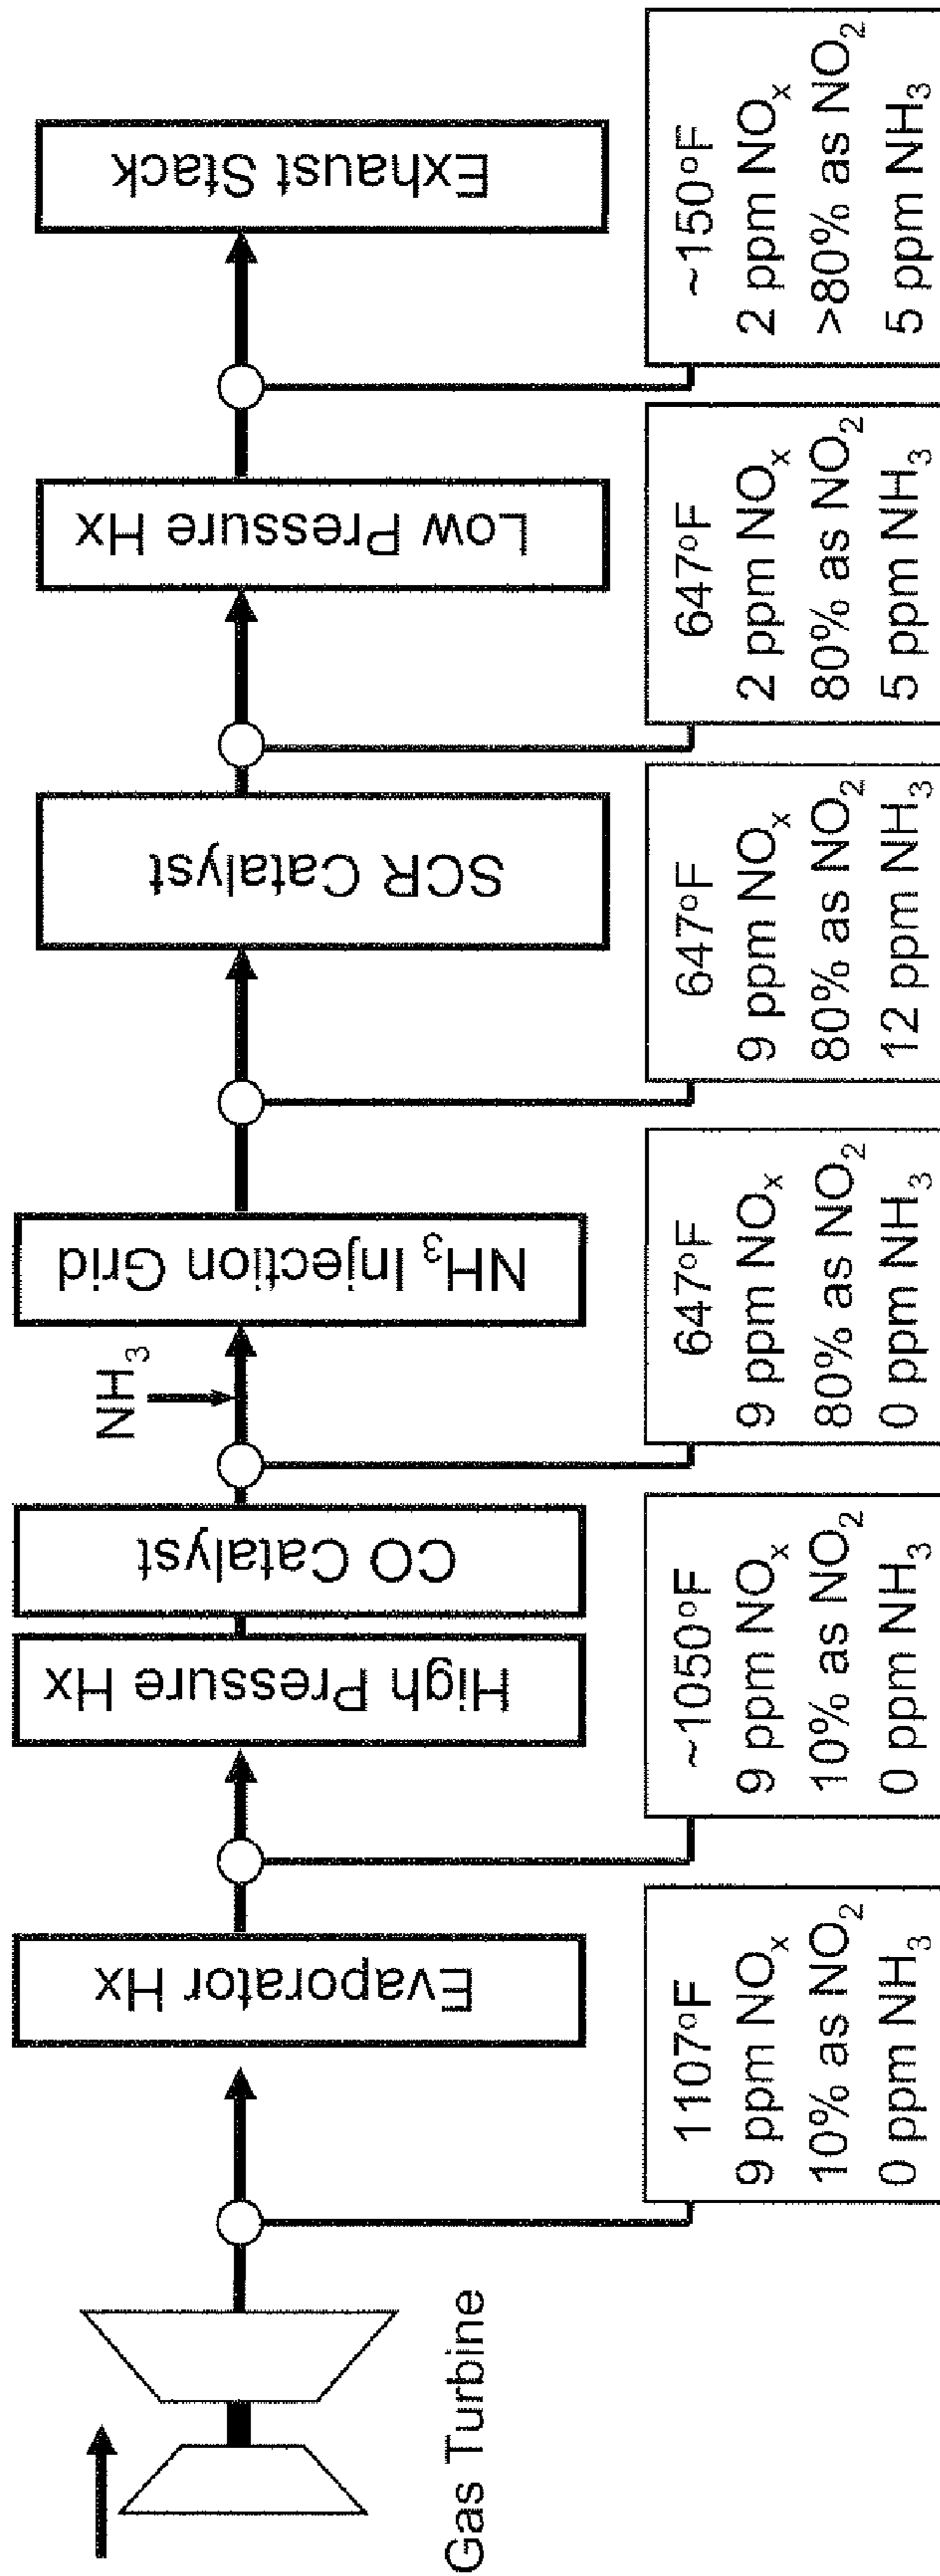 Gas Turbine
Evaporator Hx
High Pressure Hx
CO Catalyst
NH₃
NH₃ Injection Grid
SCR Catalyst
Low Pressure Hx
Exhaust Stack
1107°F
9 ppm NOₓ
10% as NO₂
0 ppm NH₃
~1050°F
9 ppm NOₓ
10% as NO₂
0 ppm NH₃
647°F
9 ppm NOₓ
80% as NO₂
0 ppm NH₃
647°F
9 ppm NOₓ
80% as NO₂
12 ppm NH₃
647°F
2 ppm NOₓ
80% as NO₂
5 ppm NH₃
~150°F
2 ppm NOₓ
>80% as NO₂
5 ppm NH₃